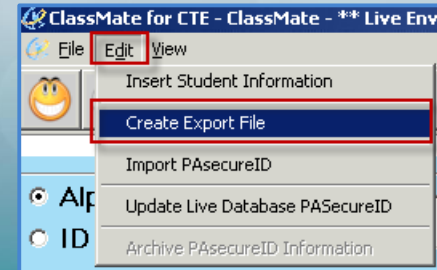 ClassMate for CTE - ClassMate - ** Live Env
File Edit View
Insert Student Information
Create Export File
Import PAsecureID
Update Live Database PASecureID
Archive PAsecureID Information
ID